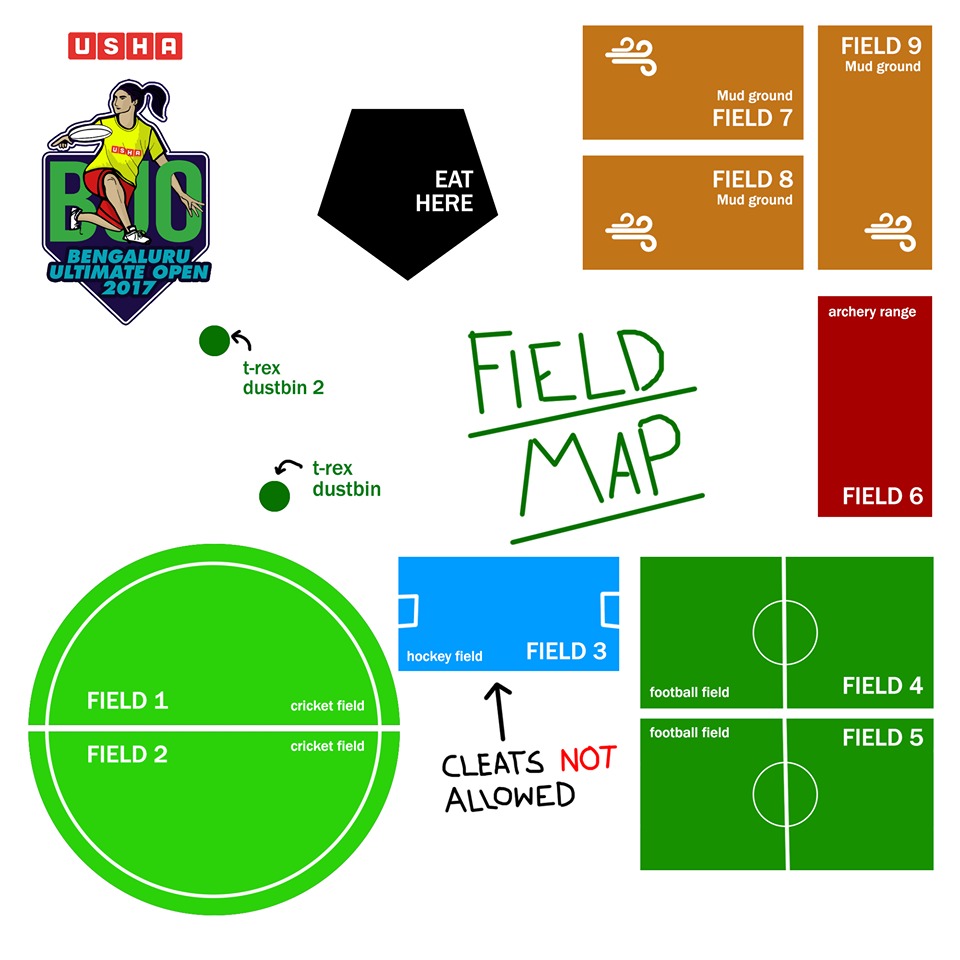 USHA
USHA
BUO
BENGALURU
ULTIMATE OPEN
2017
EAT
HERE
Mud ground
FIELD 7
FIELD 8
Mud ground
FIELD 9
Mud ground
archery range
FIELD 6
t-rex
dustbin 2
t-rex
dustbin
FIELD
MAP
FIELD 1
cricket field
FIELD 2
cricket field
hockey field
FIELD 3
CLEATS NOT
ALLOWED
football field
FIELD 4
football field
FIELD 5